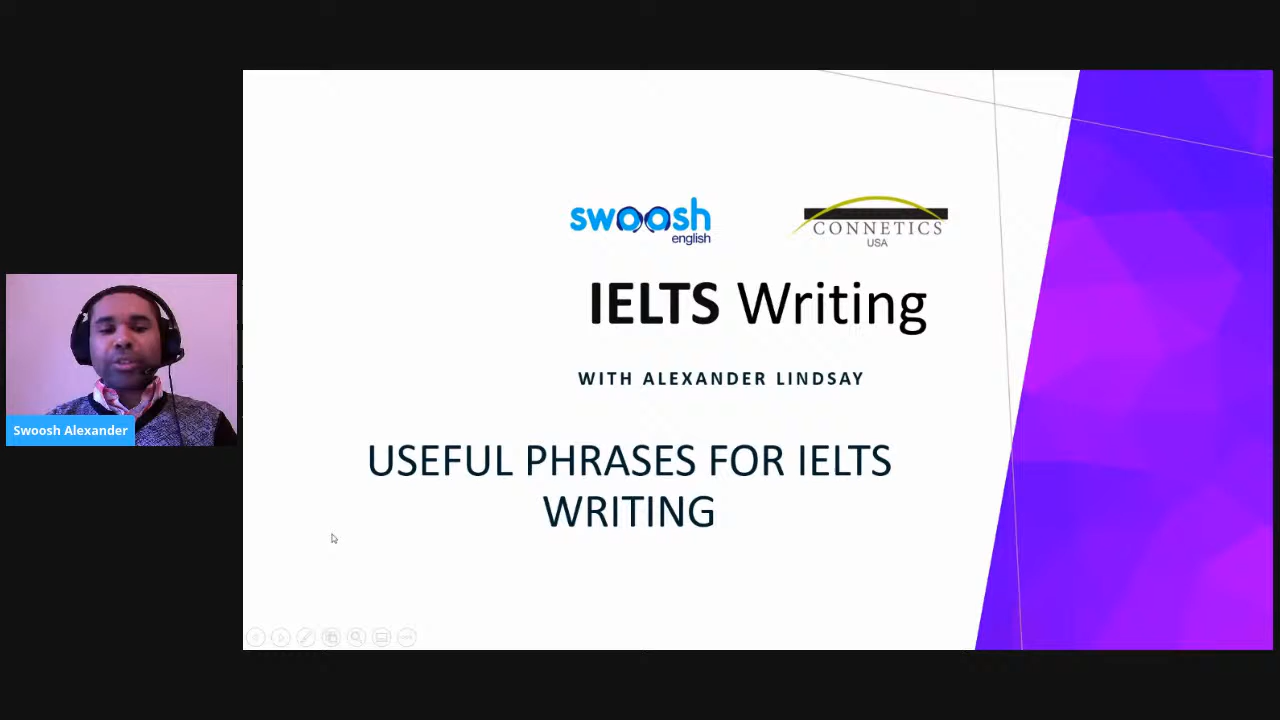 swoosh
english
CONNETICS
USA
IELTS Writing
WITH ALEXANDER LINDSAY
Swoosh Alexander
USEFUL PHRASES FOR IELTS
WRITING